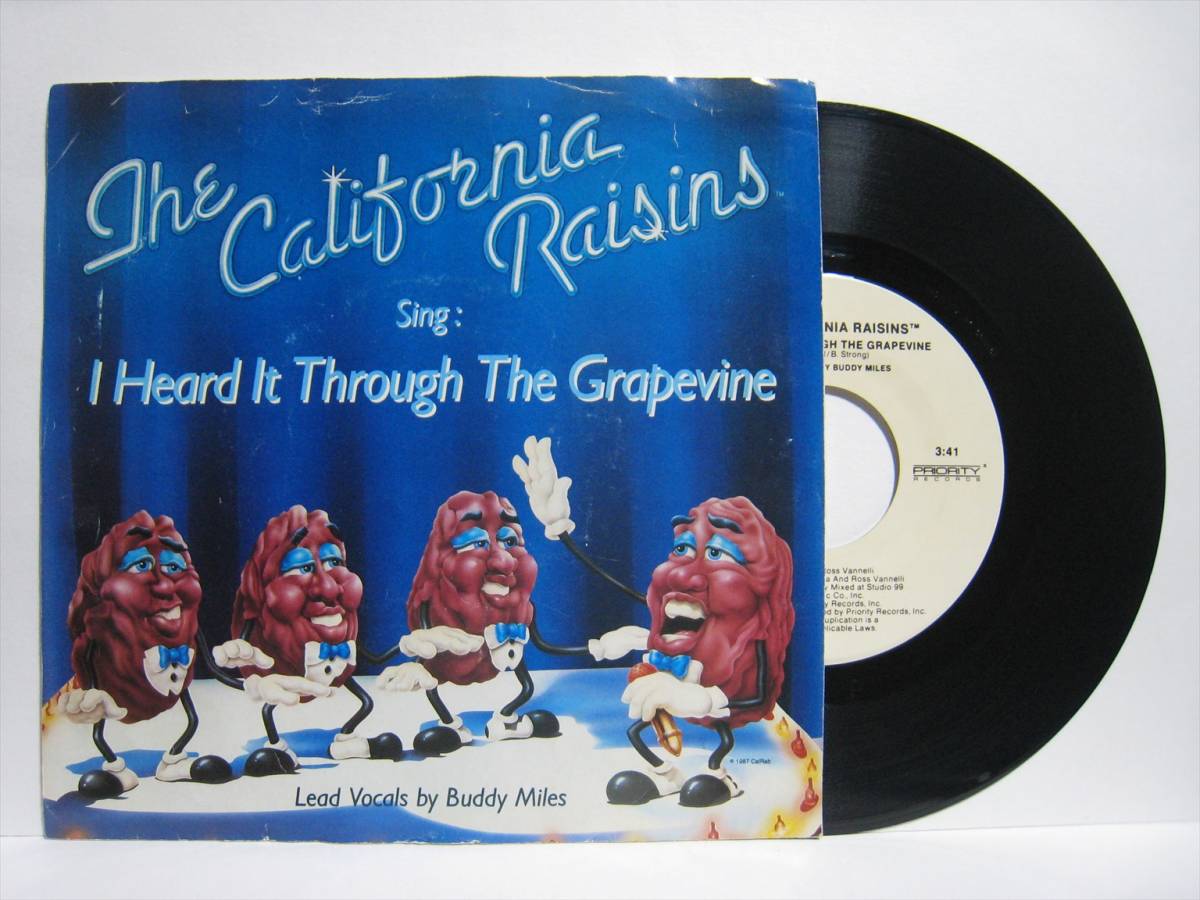 The California
Raisins™
Sing:
I Heard It Through The Grapevine
© 1987 CalRab
Lead Vocals by Buddy Miles
NIA RAISINS™
GH THE GRAPEVINE
/B. Strong)
Y BUDDY MILES
3:41
PRIORITY
RECORDS
Ross Vannelli
a And Ross Vannelli
y Mixed at Studio 99
c Co., Inc.
y Records, Inc.
ed by Priority Records, Inc.
uplication is a
licable Laws.